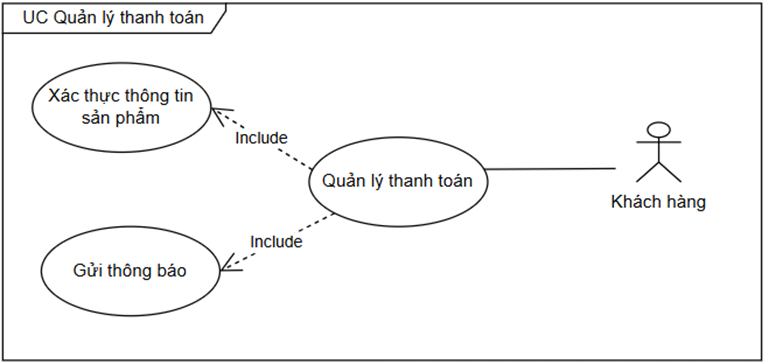 UC Quản lý thanh toán
Xác thực thông tin
sản phẩm
Include
Quản lý thanh toán
Khách hàng
Include
Gửi thông báo